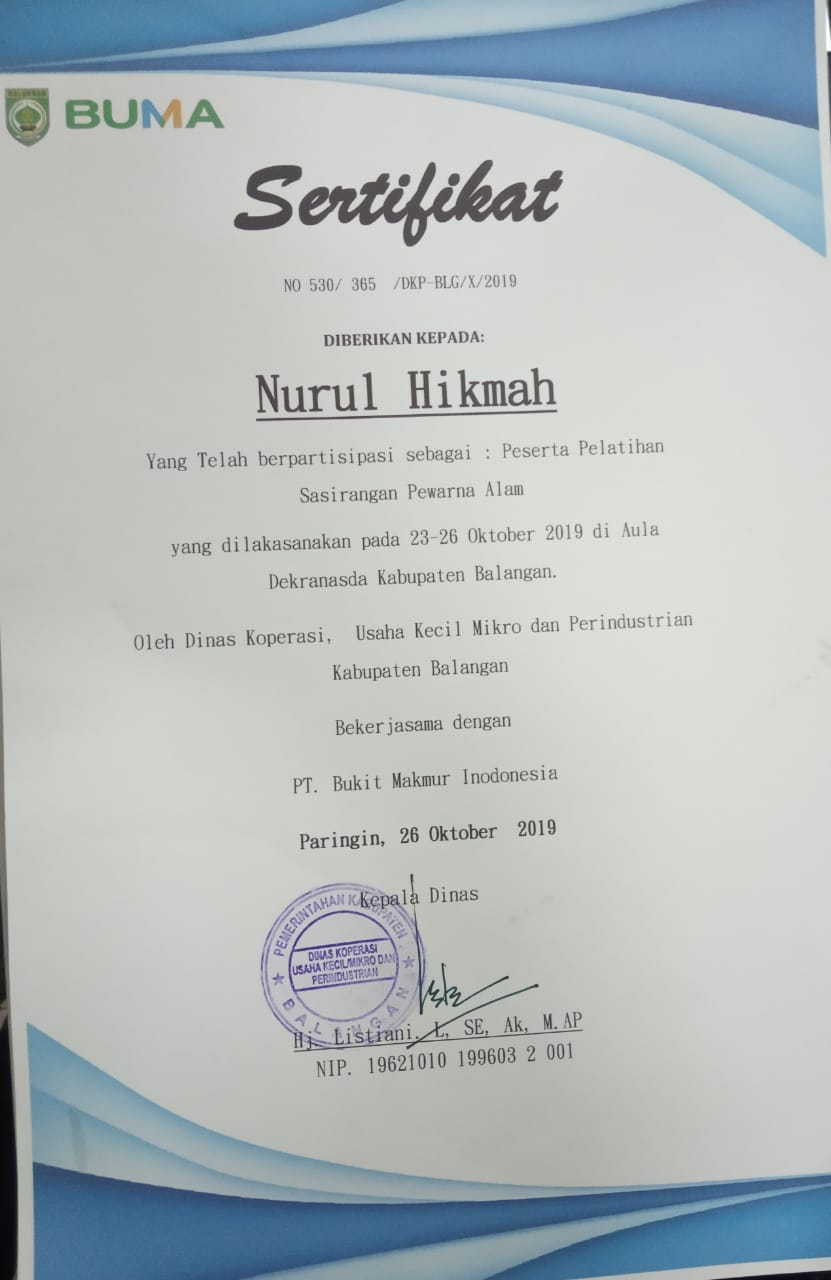 BALANGAN
BUMA
Sertifikat
NO 530/ 365 /DKP-BLG/X/2019
DIBERIKAN KEPADA:
Nurul Hikmah
Yang Telah berpartisipasi sebagai : Peserta Pelatihan
Sasirangan Pewarna Alam
yang dilakasanakan pada 23-26 Oktober 2019 di Aula
Dekranasda Kabupaten Balangan.
Oleh Dinas Koperasi, Usaha Kecil Mikro dan Perindustrian
Kabupaten Balangan
Bekerjasama dengan
PT. Bukit Makmur Inodonesia
Paringin, 26 Oktober 2019
Kepala Dinas
PEMERINTAHAN KABUPATEN
DINAS KOPERASI
USAHA KECIL/MIKRO DAN
PERINDUSTRIAN
BALANGAN
Hj. Listiani. L, SE, Ak, M.AP
NIP. 19621010 199603 2 001